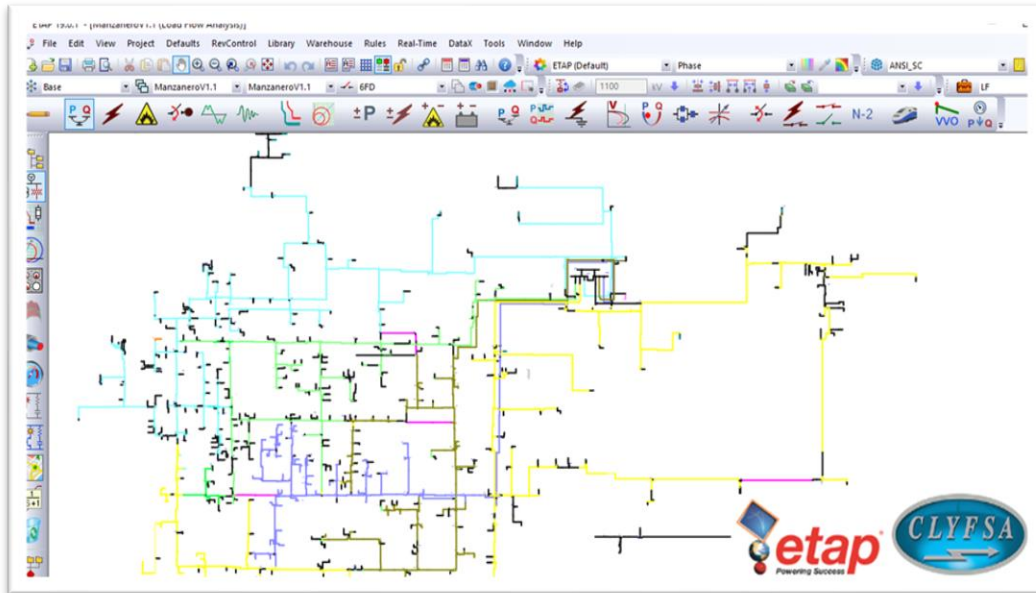 ETAP 19.0.1 - [ManzaneroV1.1 (Load Flow Analysis)]
File Edit View Project Defaults RevControl Library Warehouse Rules Real-Time DataX Tools Window Help
ETAP (Default) Phase ANSI_SC
Base ManzaneroV1.1 ManzaneroV1.1 6FD 1100 kV LF
P Q ±P P Q V P Q N-2 VVO P Q
etap®
Powering Success
CLYFSA